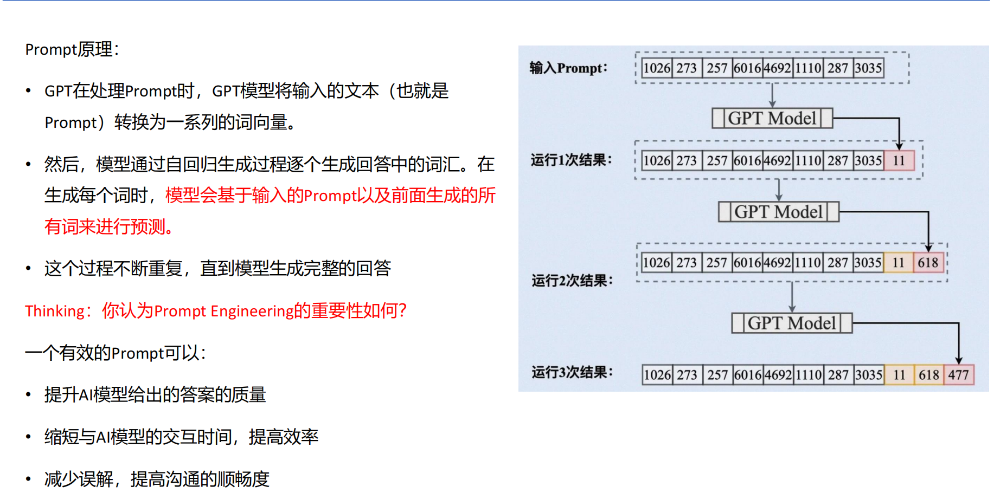 Prompt原理：
• GPT在处理Prompt时，GPT模型将输入的文本（也就是
Prompt）转换为一系列的词向量。
• 然后，模型通过自回归生成过程逐个生成回答中的词汇。在
生成每个词时，模型会基于输入的Prompt以及前面生成的所
有词来进行预测。
• 这个过程不断重复，直到模型生成完整的回答
Thinking：你认为Prompt Engineering的重要性如何？
一个有效的Prompt可以：
• 提升AI模型给出的答案的质量
• 缩短与AI模型的交互时间，提高效率
• 减少误解，提高沟通的顺畅度
输入Prompt： 1026 273 257 6016 4692 1110 287 3035
GPT Model
运行1次结果： 1026 273 257 6016 4692 1110 287 3035 11
GPT Model
运行2次结果： 1026 273 257 6016 4692 1110 287 3035 11 618
GPT Model
运行3次结果： 1026 273 257 6016 4692 1110 287 3035 11 618 477